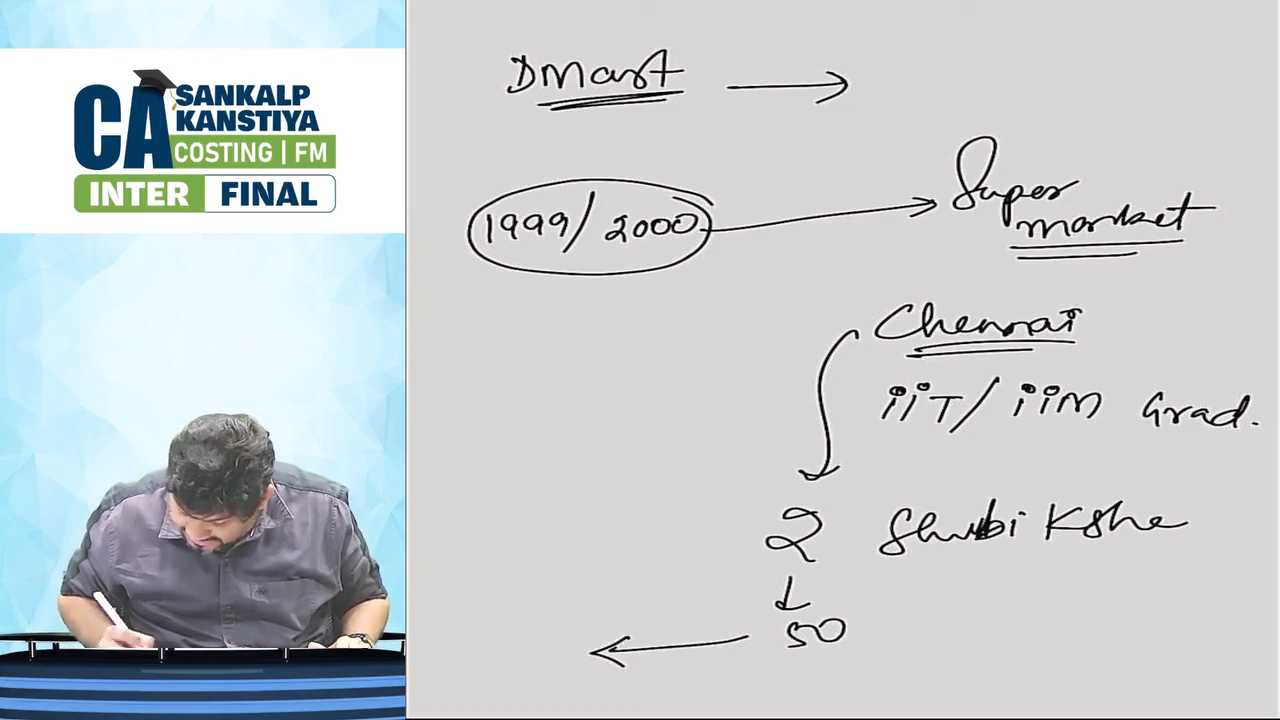 CA SANKALP
KANSTIYA
COSTING | FM
INTER FINAL
DMart
1999/2000
Super
market
Chennai
iiT/iiM Grad.
2 Shubi Kshe
50